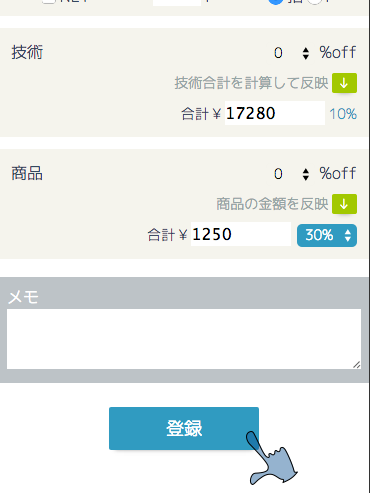 技術 0 %off
技術合計を計算して反映
合計¥ 17280 10%
商品 0 %off
商品の金額を反映
合計¥ 1250 30%
メモ
登録